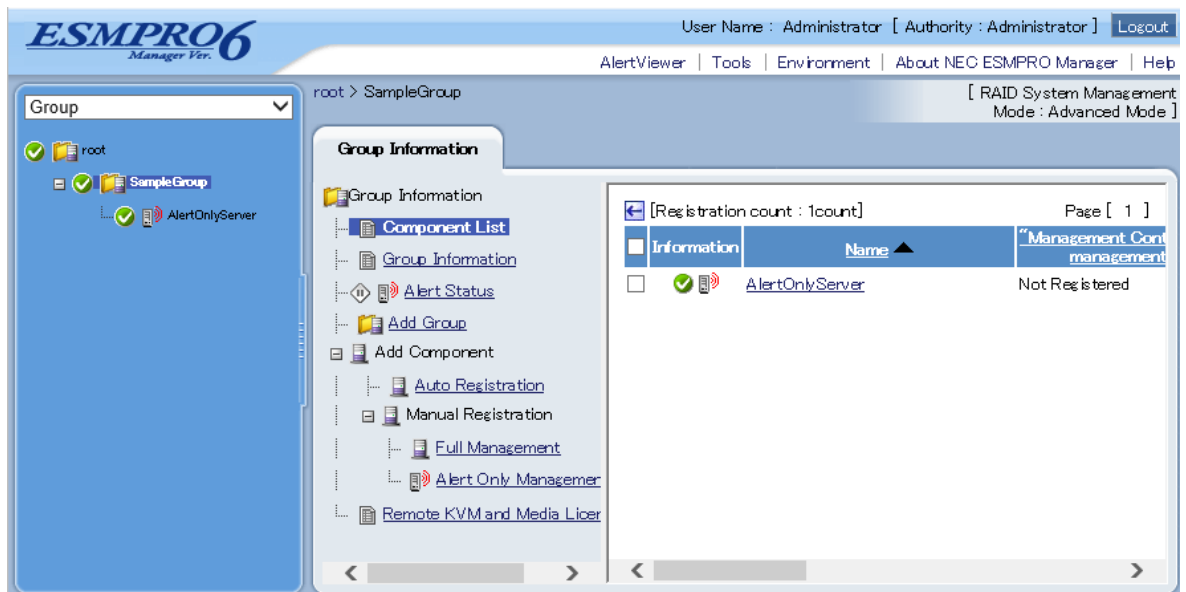 ESMPRO6
Manager Ver.
User Name : Administrator [ Authority : Administrator ] Logout
AlertViewer | Tools | Environment | About NEC ESMPRO Manager | Help
Group
root
SampleGroup
AlertOnlyServer
root > SampleGroup
[ RAID System Management
Mode : Advanced Mode ]
Group Information
Group Information
Component List
Group Information
Alert Status
Add Group
Add Component
Auto Registration
Manual Registration
Full Management
Alert Only Managemen
Remote KVM and Media Licen
[Registration count : 1count] Page [ 1 ]
Information Name ▲ "Management Cont
management
AlertOnlyServer Not Registered